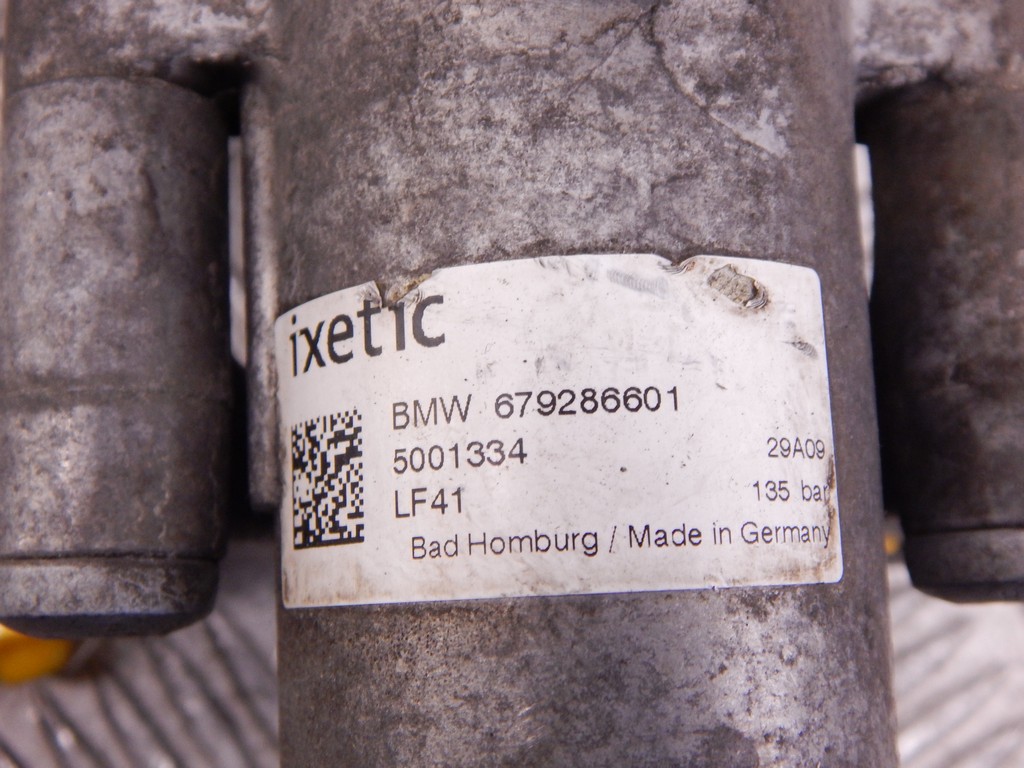 ixetic
BMW 679286601
5001334 29A09
LF41 135 bar
Bad Homburg / Made in Germany